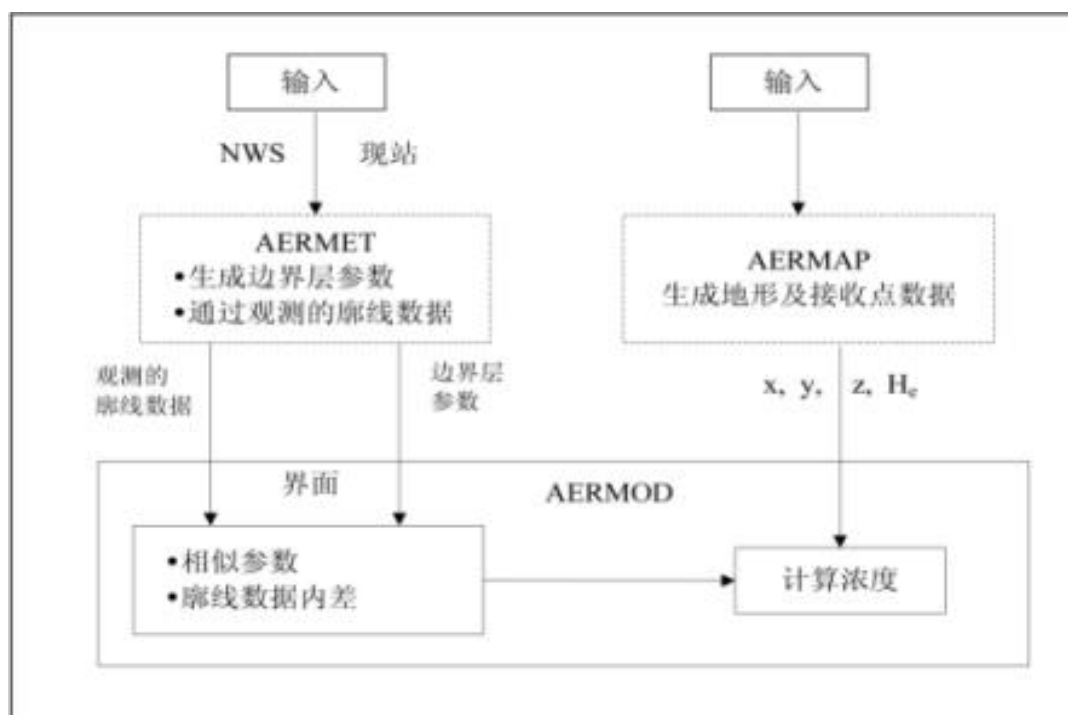 输入
输入
NWS 现站
AERMET
•生成边界层参数
•通过观测的廓线数据
AERMAP
生成地形及接收点数据
观测的
廓线数据
边界层
参数
x, y, z, He
界面
AERMOD
•相似参数
•廓线数据内差
计算浓度